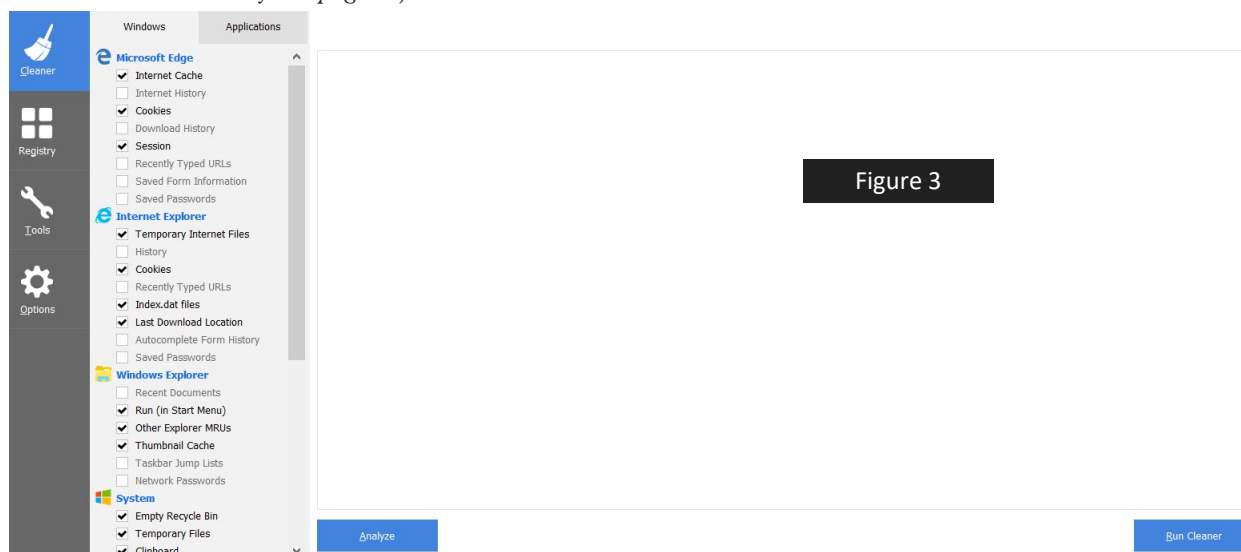 Windows
Applications
Cleaner
Registry
Tools
Options
Microsoft Edge
Internet Cache
Internet History
Cookies
Download History
Session
Recently Typed URLs
Saved Form Information
Saved Passwords
Internet Explorer
Temporary Internet Files
History
Cookies
Recently Typed URLs
Index.dat files
Last Download Location
Autocomplete Form History
Saved Passwords
Windows Explorer
Recent Documents
Run (in Start Menu)
Other Explorer MRUs
Thumbnail Cache
Taskbar Jump Lists
Network Passwords
System
Empty Recycle Bin
Temporary Files
Clipboard
Figure 3
Analyze
Run Cleaner